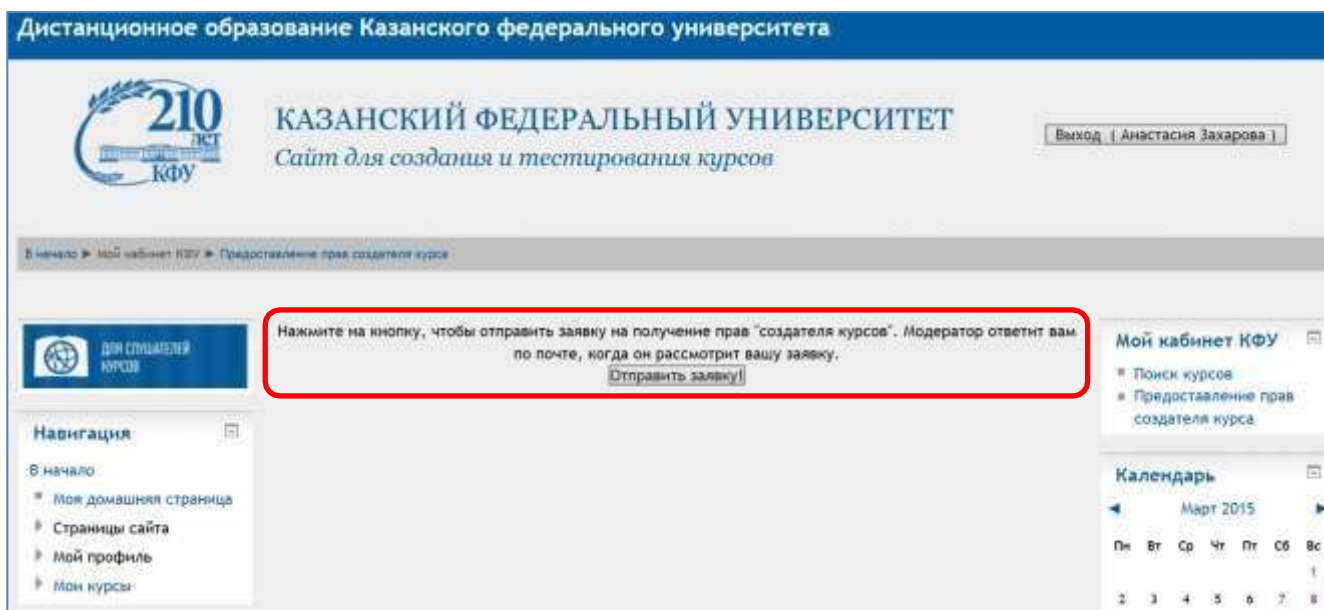 Дистанционное образование Казанского федерального университета
210
лет
КФУ
КАЗАНСКИЙ ФЕДЕРАЛЬНЫЙ УНИВЕРСИТЕТ
Сайт для создания и тестирования курсов
Выход ( Анастасия Захарова )
В начало ► Мой кабинет КФУ ► Предоставление прав создателя курса
ДЛЯ СЛУШАТЕЛЕЙ
КУРСОВ
Навигация
В начало
Моя домашняя страница
Страницы сайта
Мой профиль
Мои курсы
Нажмите на кнопку, чтобы отправить заявку на получение прав "создателя курсов". Модератор ответит вам
по почте, когда он рассмотрит вашу заявку.
Отправить заявку!
Мой кабинет КФУ
Поиск курсов
Предоставление прав
создателя курса
Календарь
◄ Март 2015 ►
Пн Вт Ср Чт Пт Сб Вс
1
2 3 4 5 6 7 8